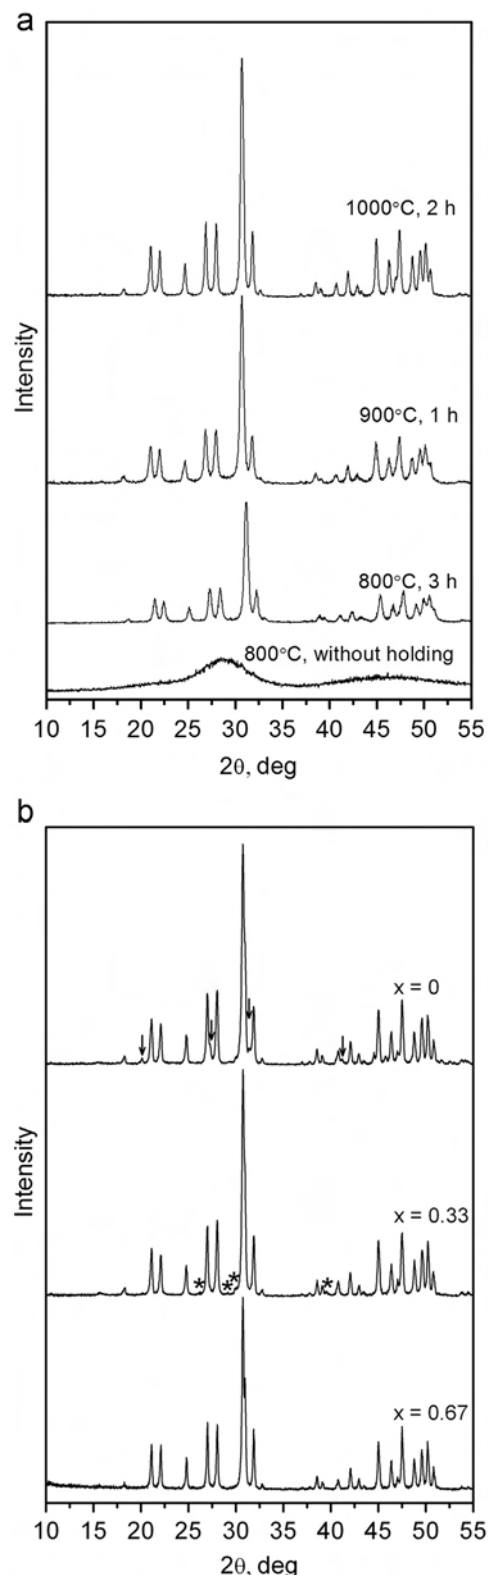 a
1000°C, 2 h
900°C, 1 h
800°C, 3 h
800°C, without holding
Intensity
10 15 20 25 30 35 40 45 50 55
2θ, deg
b
x = 0
x = 0.33
* * * *
x = 0.67
Intensity
10 15 20 25 30 35 40 45 50 55
2θ, deg